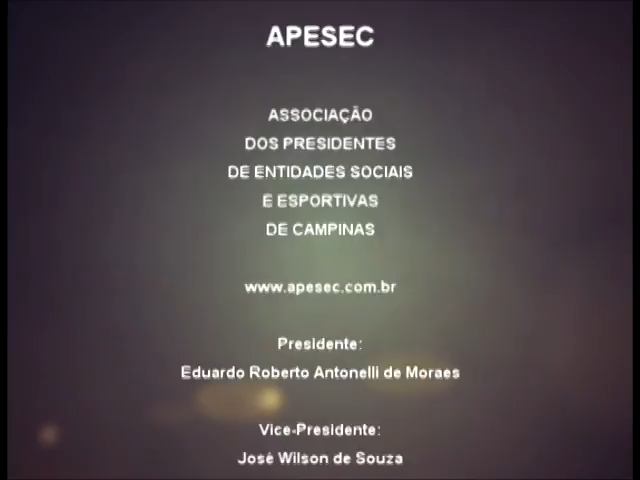 APESEC
ASSOCIAÇÃO
DOS PRESIDENTES
DE ENTIDADES SOCIAIS
E ESPORTIVAS
DE CAMPINAS
www.apesec.com.br
Presidente:
Eduardo Roberto Antonelli de Moraes
Vice-Presidente:
José Wilson de Souza